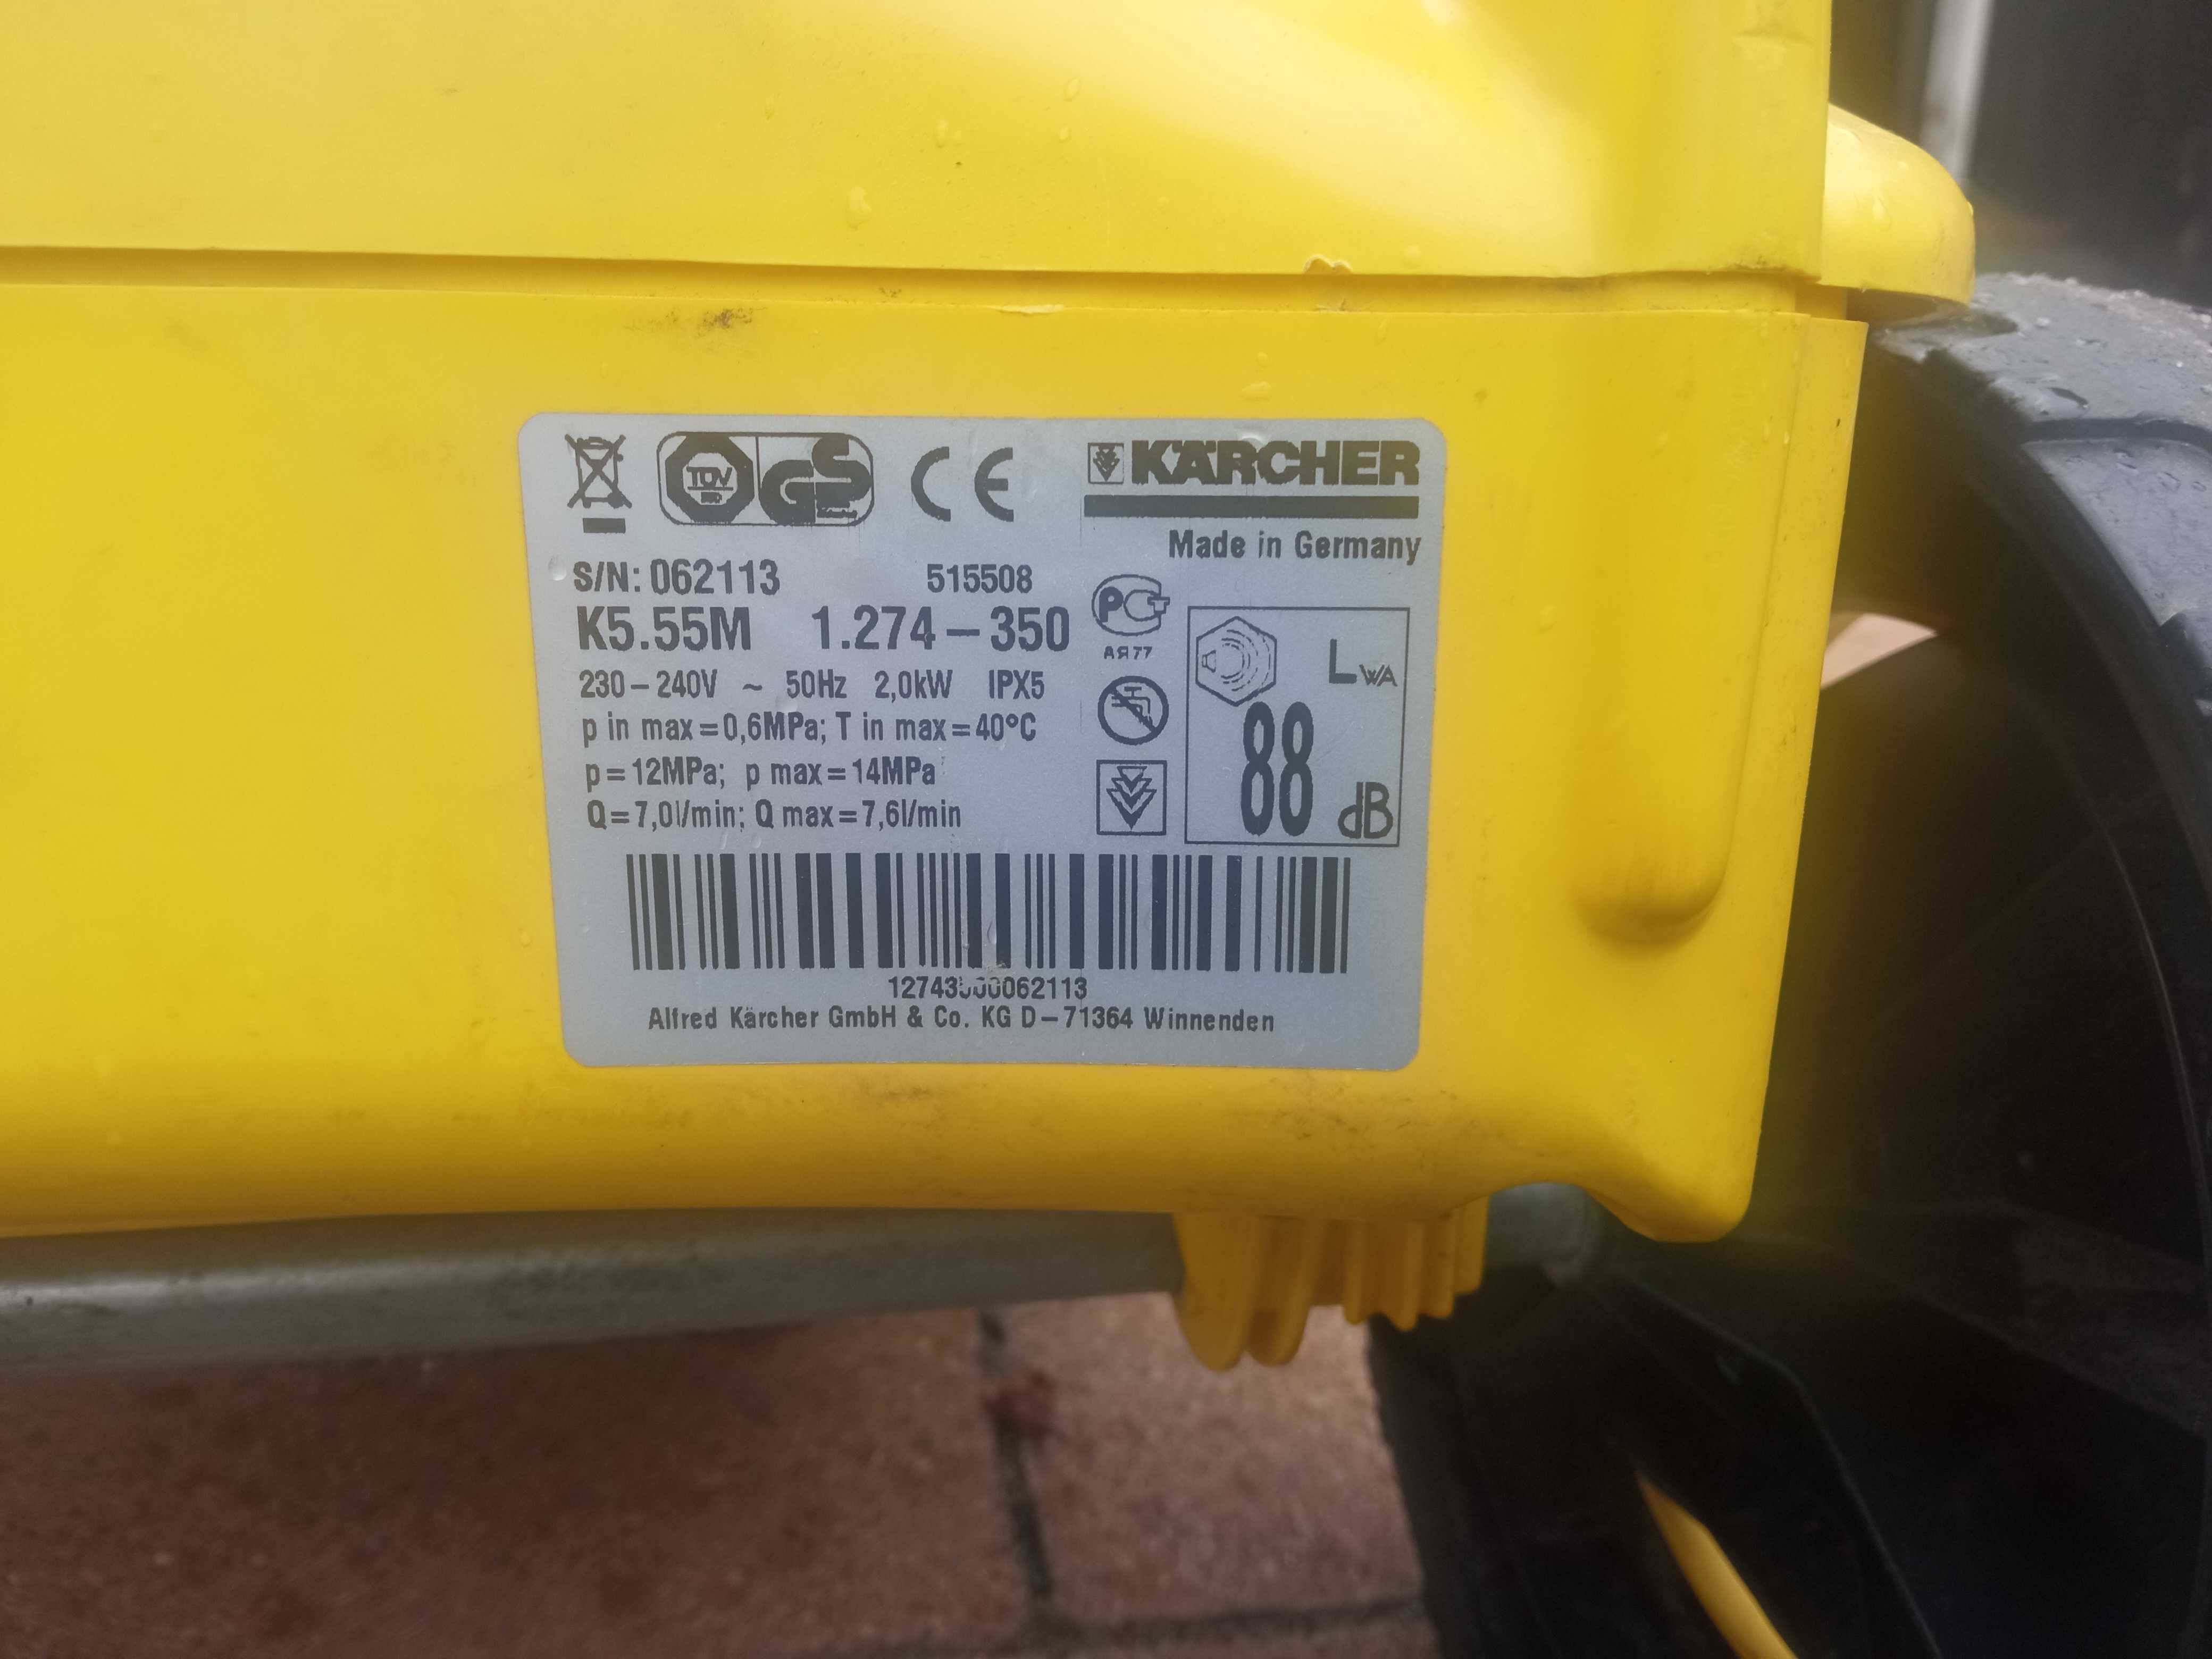 TÜV
GS
CE
KÄRCHER
Made in Germany
S/N: 062113 515508
K5.55M 1.274-350
PCT
АЯ77
230-240V ~ 50Hz 2,0kW IPX5
p in max=0,6MPa; T in max=40°C
p=12MPa; p max=14MPa
Q=7,0l/min; Q max=7,6l/min
LWA
88
dB
Alfred Kärcher GmbH & Co. KG D-71364 Winnenden